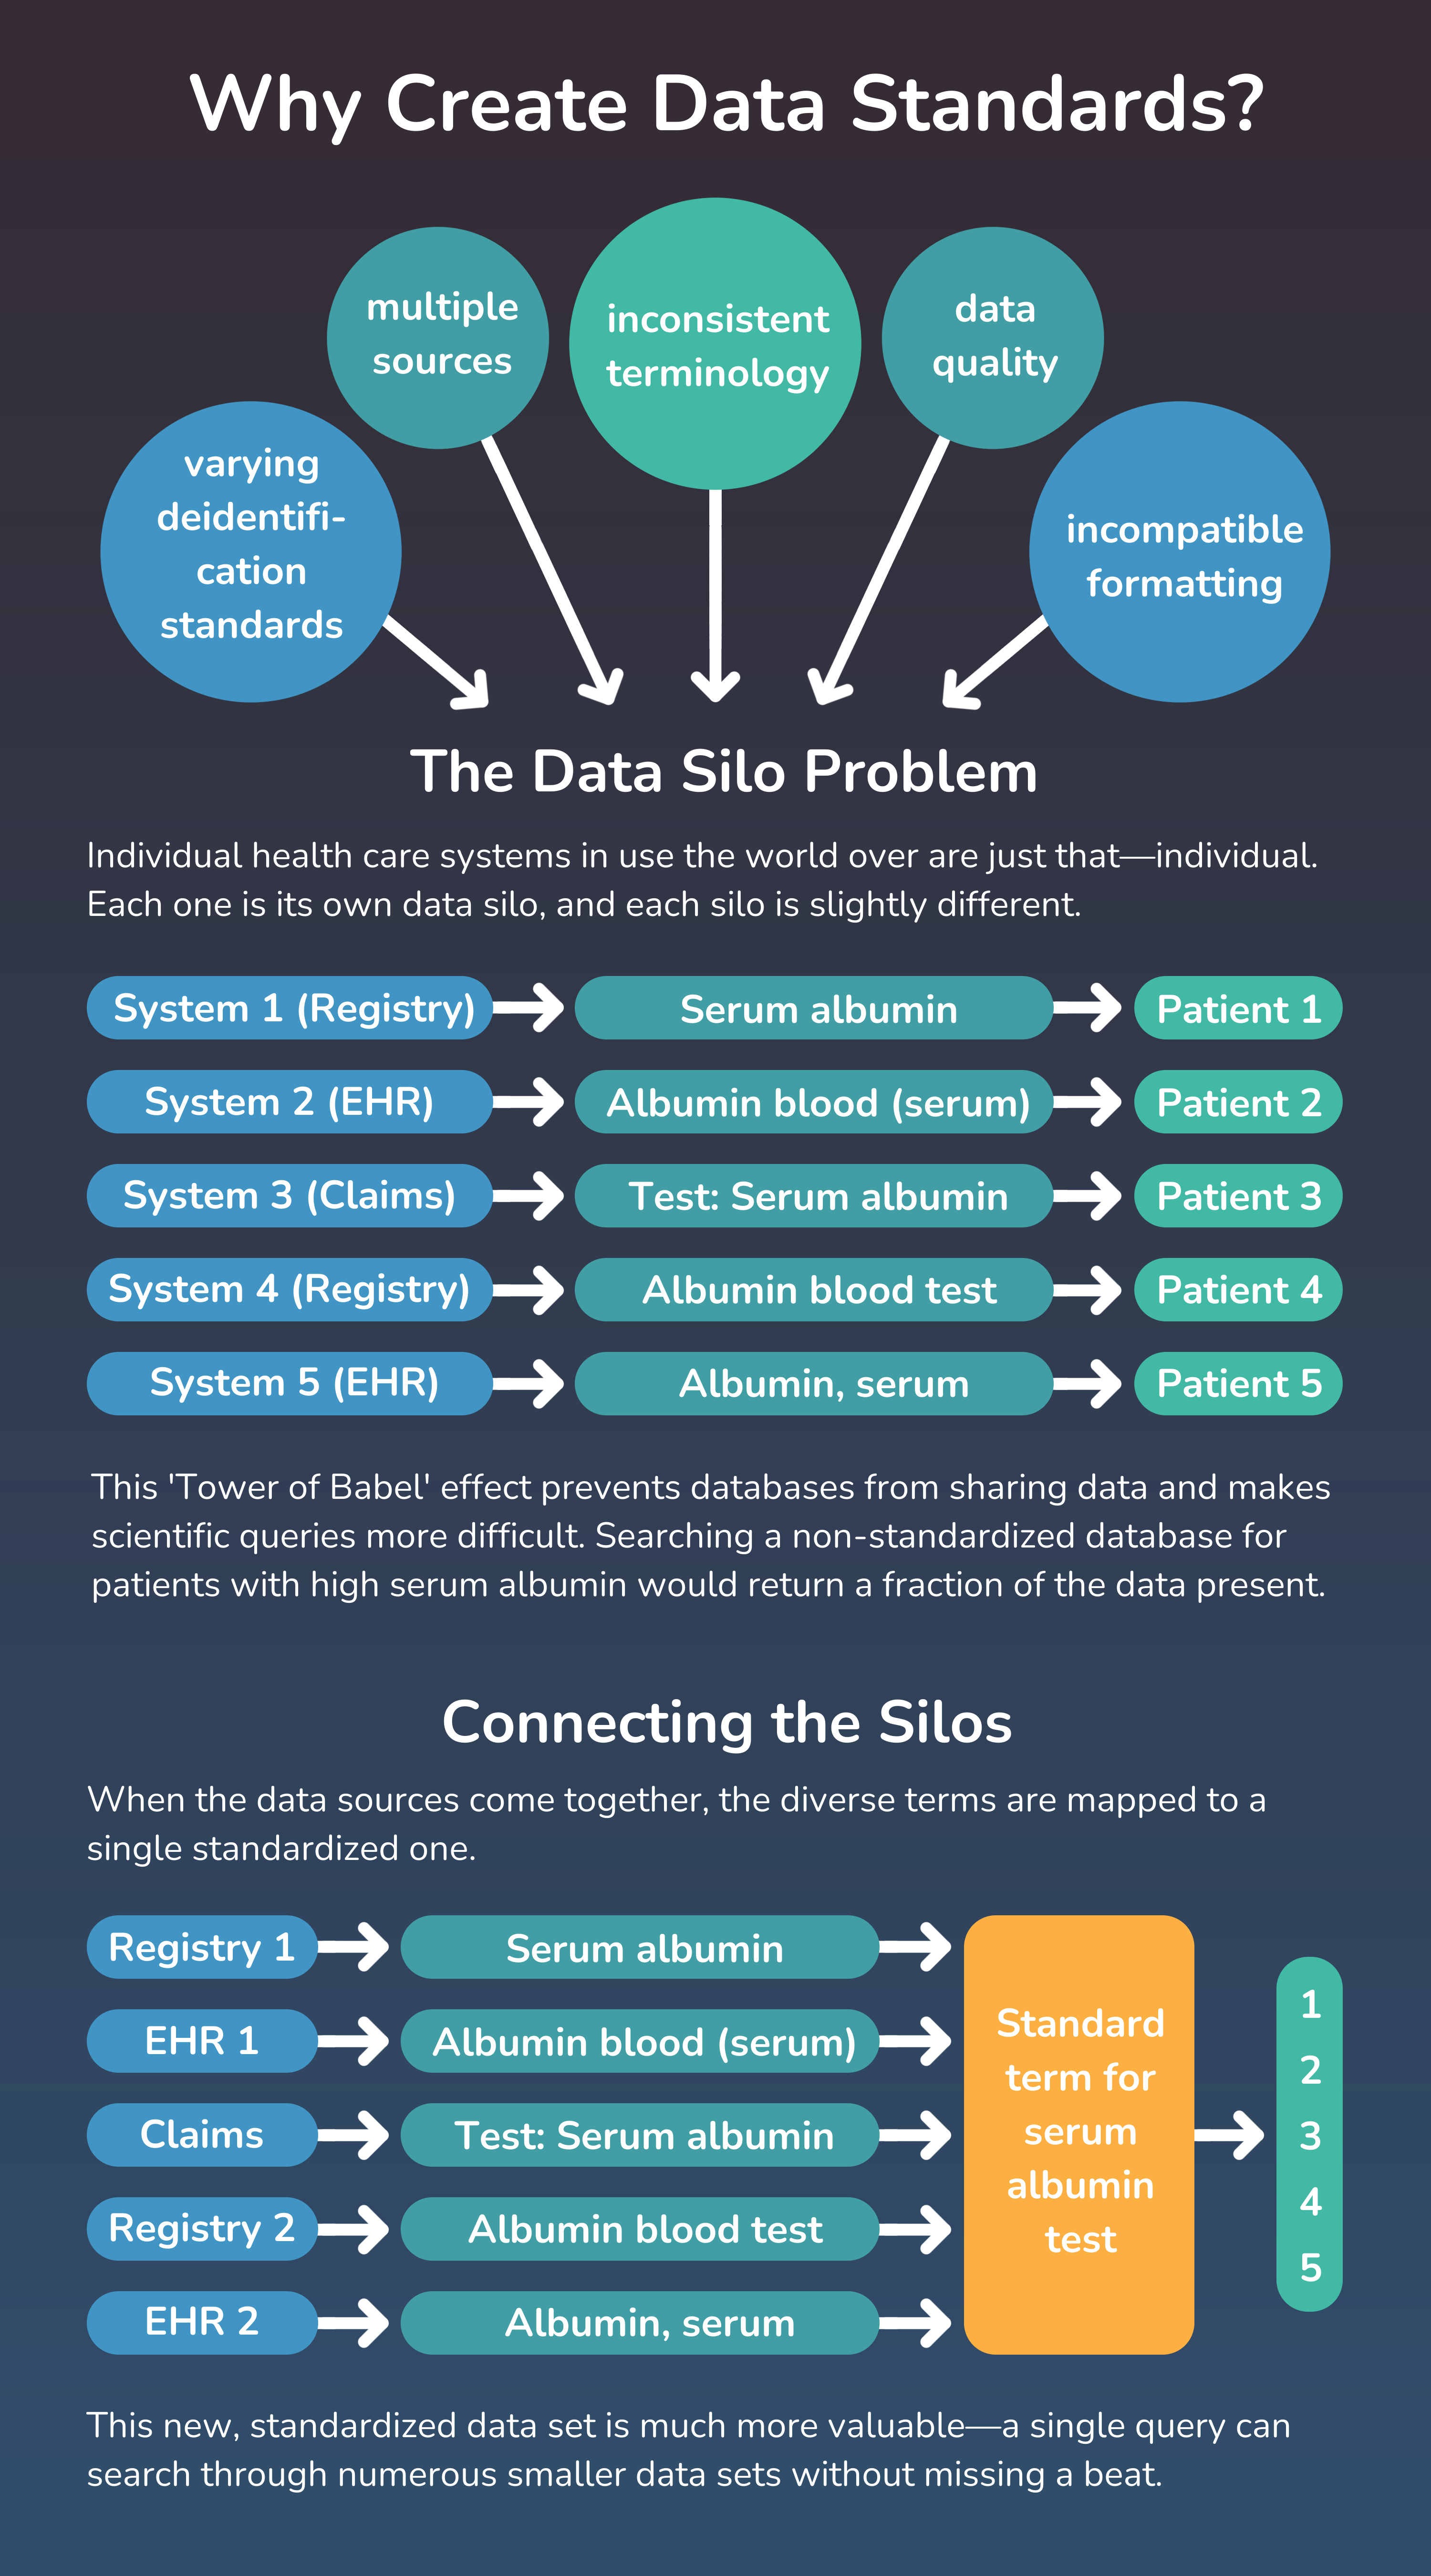 Why Create Data Standards?
multiple
sources
inconsistent
terminology
data
quality
varying
deidentifi-
cation
standards
incompatible
formatting
The Data Silo Problem
Individual health care systems in use the world over are just that—individual.
Each one is its own data silo, and each silo is slightly different.
System 1 (Registry) Serum albumin Patient 1
System 2 (EHR) Albumin blood (serum) Patient 2
System 3 (Claims) Test: Serum albumin Patient 3
System 4 (Registry) Albumin blood test Patient 4
System 5 (EHR) Albumin, serum Patient 5
This 'Tower of Babel' effect prevents databases from sharing data and makes
scientific queries more difficult. Searching a non-standardized database for
patients with high serum albumin would return a fraction of the data present.
Connecting the Silos
When the data sources come together, the diverse terms are mapped to a
single standardized one.
Registry 1 Serum albumin
EHR 1 Albumin blood (serum)
Claims Test: Serum albumin
Registry 2 Albumin blood test
EHR 2 Albumin, serum
Standard
term for
serum
albumin
test
1
2
3
4
5
This new, standardized data set is much more valuable—a single query can
search through numerous smaller data sets without missing a beat.